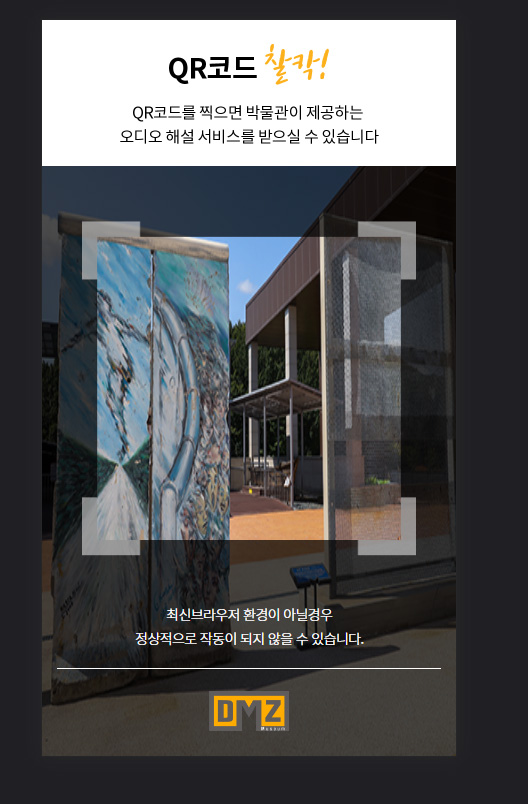 QR코드 찰칵!
QR코드를 찍으면 박물관이 제공하는
오디오 해설 서비스를 받으실 수 있습니다
최신브라우저 환경이 아닐경우
정상적으로 작동이 되지 않을 수 있습니다.
DMZ
Museum